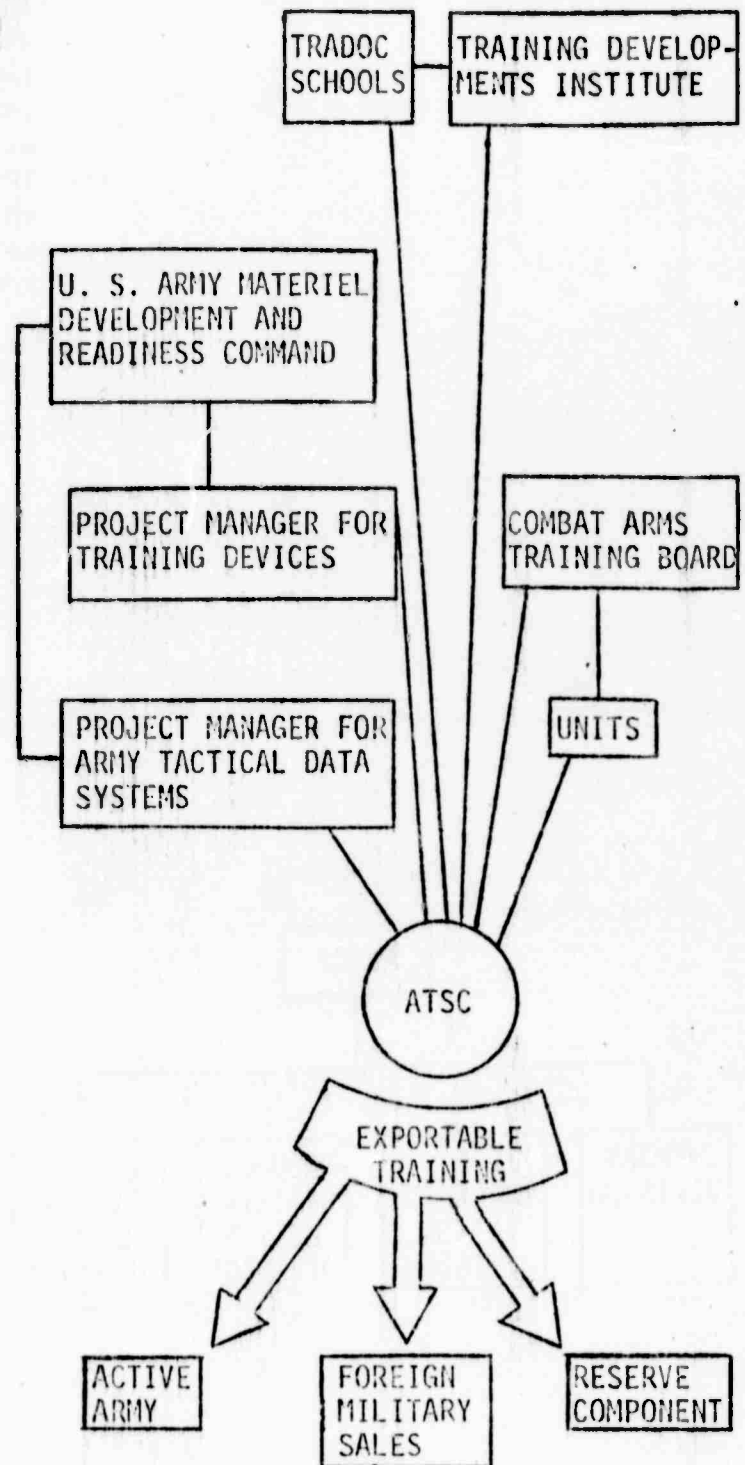 TRADOC
SCHOOLS
TRAINING DEVELOP-
MENTS INSTITUTE
U. S. ARMY MATERIEL
DEVELOPMENT AND
READINESS COMMAND
PROJECT MANAGER FOR
TRAINING DEVICES
COMBAT ARMS
TRAINING BOARD
PROJECT MANAGER FOR
ARMY TACTICAL DATA
SYSTEMS
UNITS
ATSC
EXPORTABLE
TRAINING
ACTIVE
ARMY
FOREIGN
MILITARY
SALES
RESERVE
COMPONENT